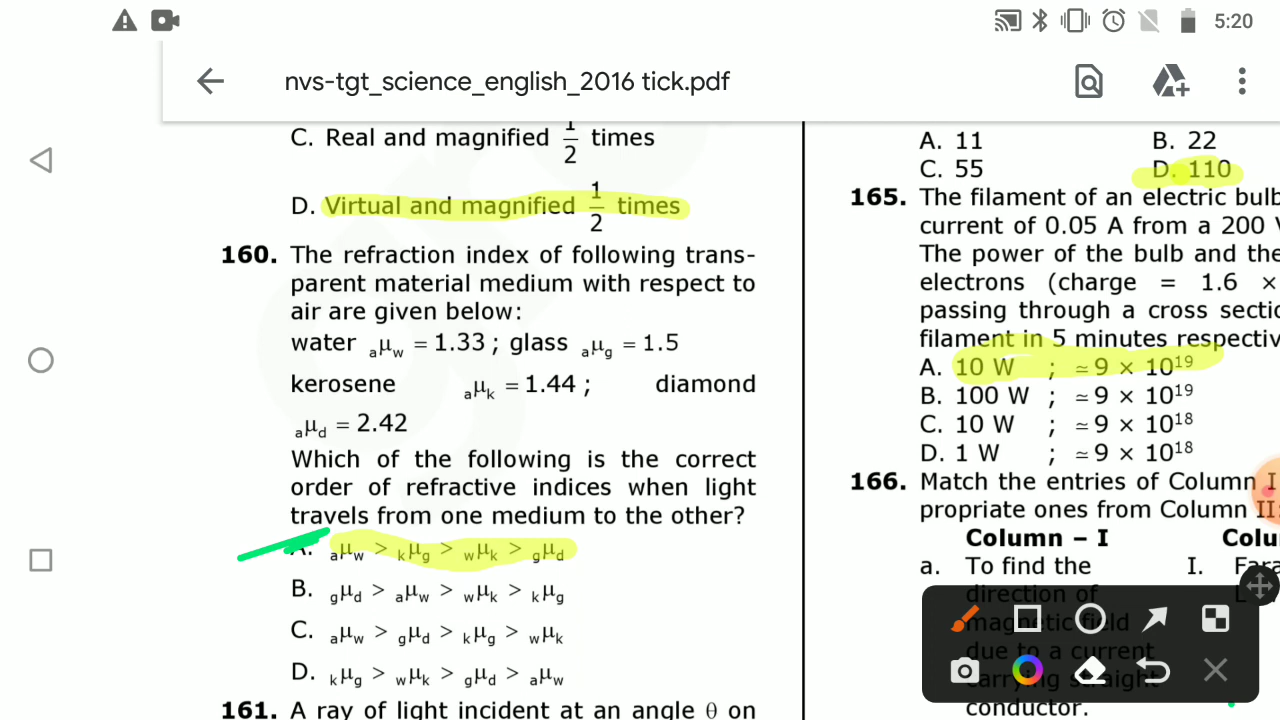 5:20
nvs-tgt_science_english_2016 tick.pdf
C. Real and magnified 1/2 times
D. Virtual and magnified 1/2 times
160. The refraction index of following trans-
parent material medium with respect to
air are given below:
water aμw = 1.33 ; glass aμg = 1.5
kerosene aμk = 1.44 ; diamond
aμd = 2.42
Which of the following is the correct
order of refractive indices when light
travels from one medium to the other?
A. aμw > kμg > wμk > gμd
B. gμd > aμw > wμk > kμg
C. aμw > gμd > kμg > wμk
D. kμg > wμk > gμd > aμw
161. A ray of light incident at an angle θ on
A. 11 B. 22
C. 55 D. 110
165. The filament of an electric bulb
current of 0.05 A from a 200 V
The power of the bulb and the
electrons (charge = 1.6 ×
passing through a cross sectio
filament in 5 minutes respectiv
A. 10 W ; ≃ 9 × 10¹⁹
B. 100 W ; ≃ 9 × 10¹⁹
C. 10 W ; ≃ 9 × 10¹⁸
D. 1 W ; ≃ 9 × 10¹⁸
166. Match the entries of Column I
propriate ones from Column II:
Column – I Colu
a. To find the I. Fara
direction of L
magnetic field
due to a current
carrying straight
conductor.